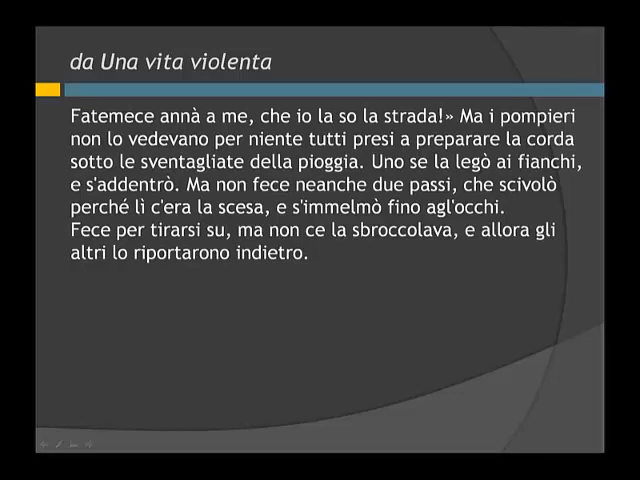 da Una vita violenta
Fatemece annà a me, che io la so la strada!» Ma i pompieri
non lo vedevano per niente tutti presi a preparare la corda
sotto le sventagliate della pioggia. Uno se la legò ai fianchi,
e s'addentrò. Ma non fece neanche due passi, che scivolò
perché lì c'era la scesa, e s'immelmò fino agl'occhi.
Fece per tirarsi su, ma non ce la sbroccolava, e allora gli
altri lo riportarono indietro.